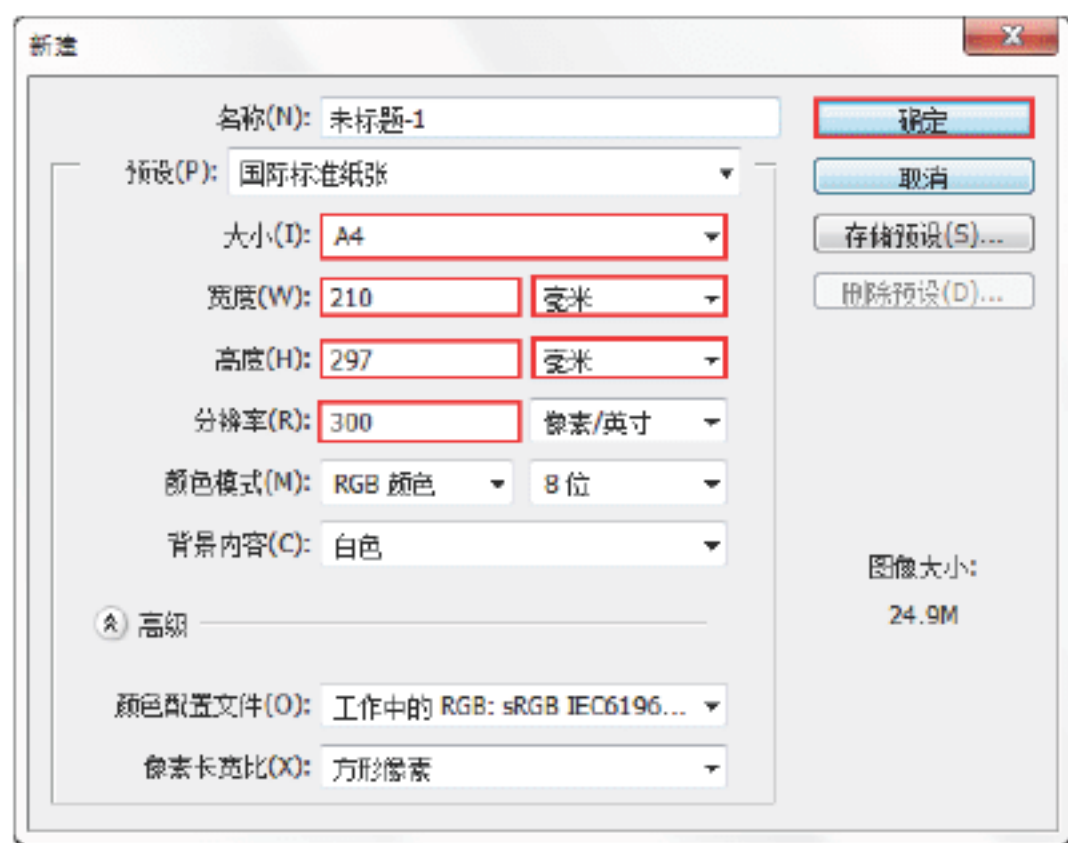 新建
名称(N): 未标题-1
确定
预设(P): 国际标准纸张
取消
大小(I): A4
存储预设(S)...
宽度(W): 210 毫米
删除预设(D)...
高度(H): 297 毫米
分辨率(R): 300 像素/英寸
颜色模式(M): RGB 颜色 8 位
背景内容(C): 白色
图像大小:
24.9M
高级
颜色配置文件(O): 工作中的 RGB: sRGB IEC6196...
像素长宽比(X): 方形像素